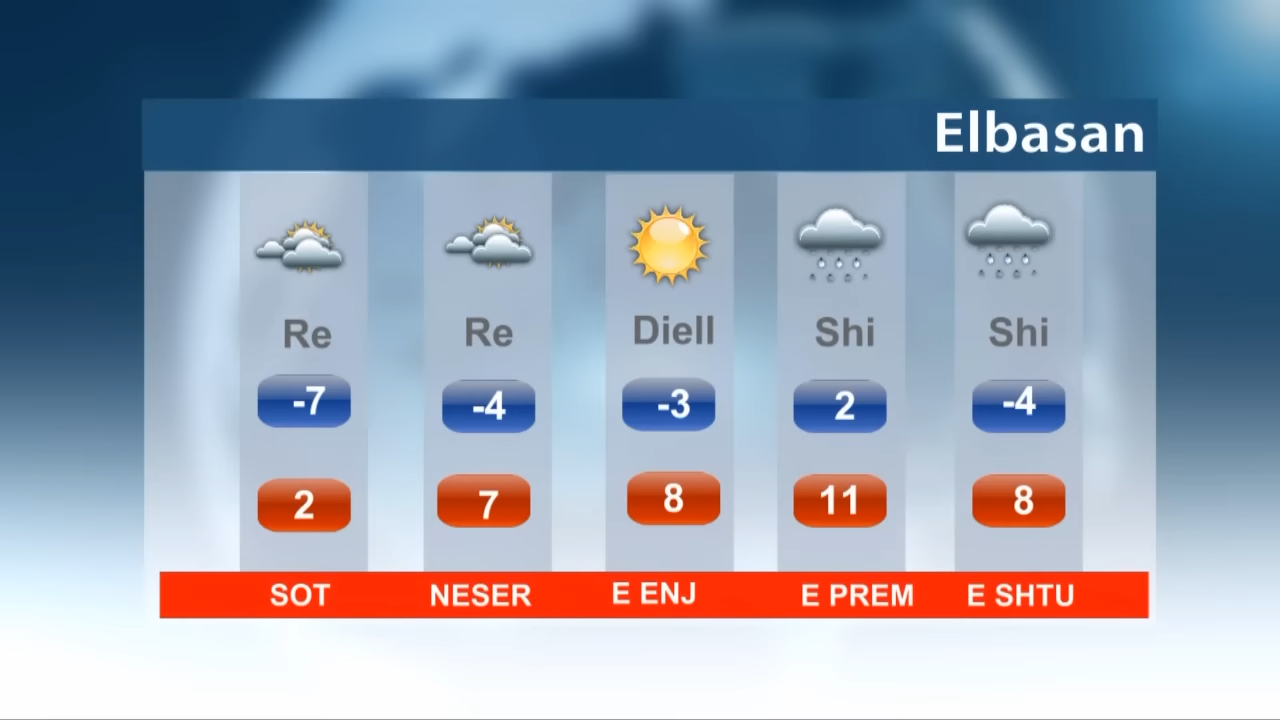 Elbasan
Re Re Diell Shi Shi
-7 -4 -3 2 -4
2 7 8 11 8
SOT NESER E ENJ E PREM E SHTU